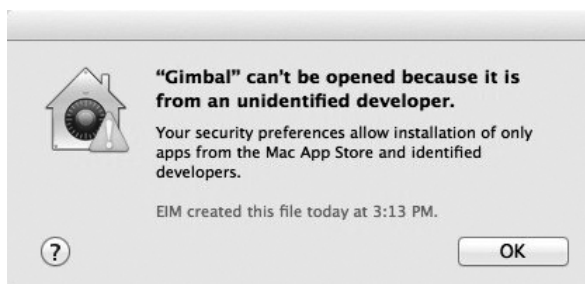 “Gimbal” can't be opened because it is
from an unidentified developer.
Your security preferences allow installation of only
apps from the Mac App Store and identified
developers.
EIM created this file today at 3:13 PM.
?
OK